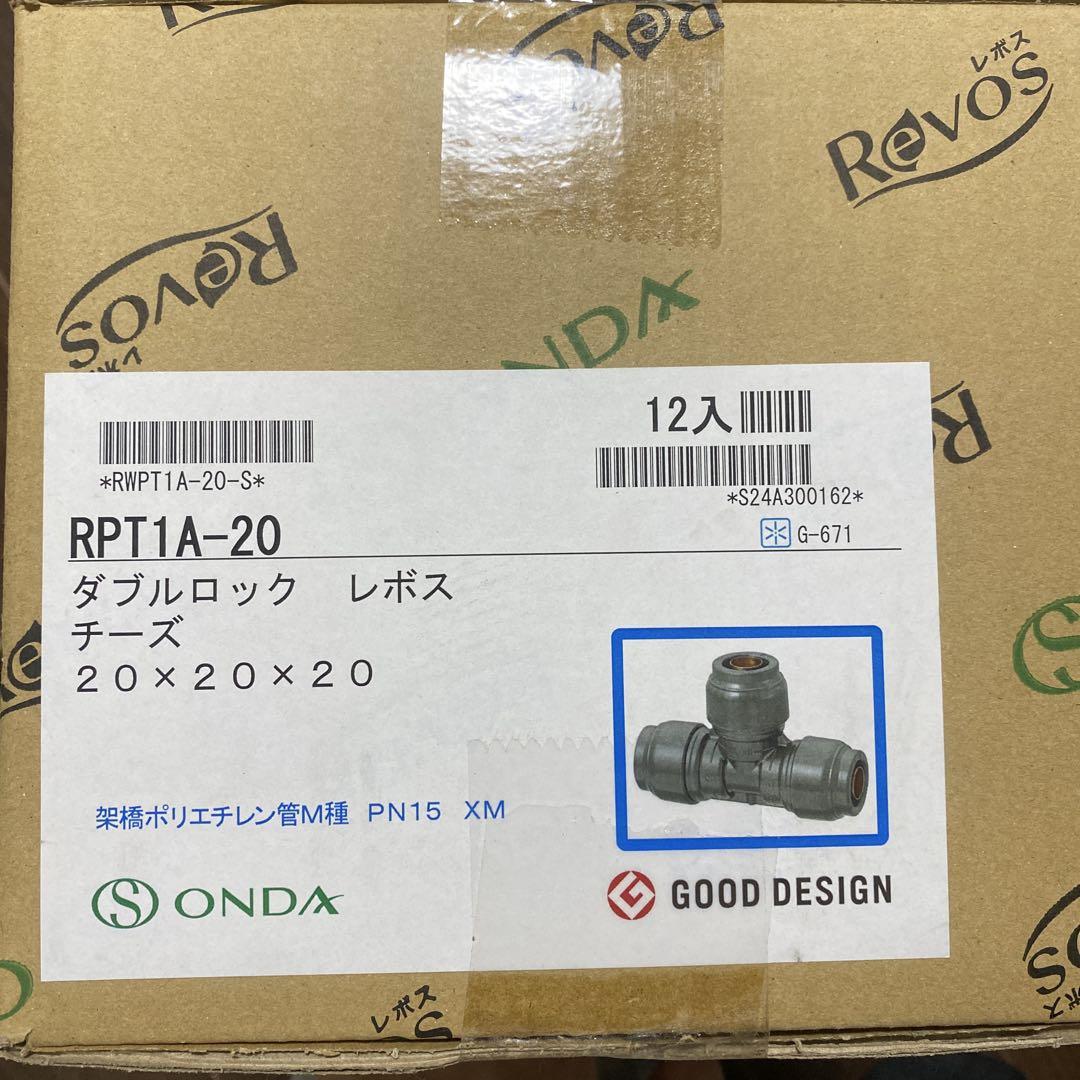 レボス
Revos
Revos
レボス
ONDA
12入
*RWPT1A-20-S*
*S24A300162*
RPT1A-20
G-671
ダブルロック　レボス
チーズ
２０×２０×２０
架橋ポリエチレン管M種 PN15 XM
S ONDA
G GOOD DESIGN
レボス